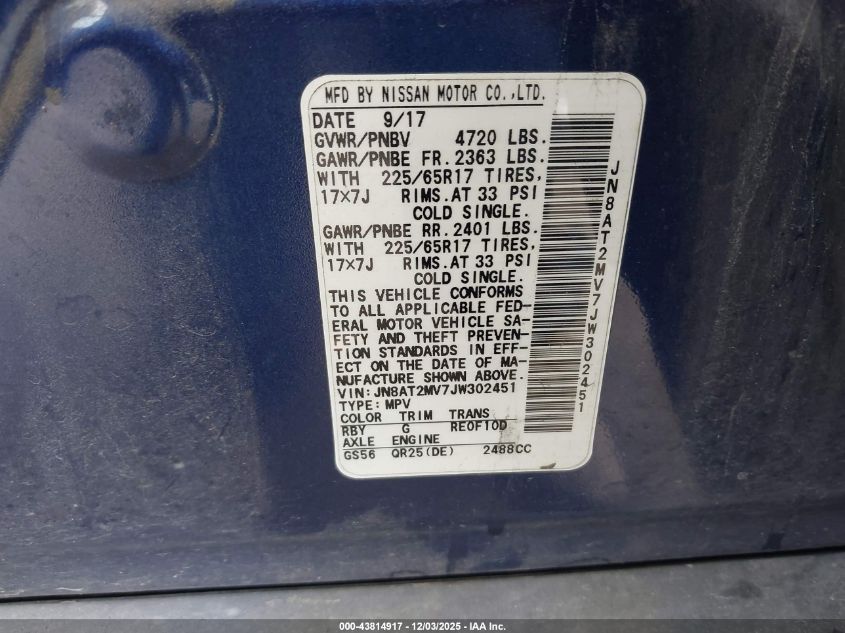 MFD BY NISSAN MOTOR CO.,LTD.
DATE 9/17
GVWR/PNBV 4720 LBS.
GAWR/PNBE FR.2363 LBS.
WITH 225/65R17 TIRES,
17×7J RIMS.AT 33 PSI
COLD SINGLE.
GAWR/PNBE RR.2401 LBS.
WITH 225/65R17 TIRES,
17×7J RIMS.AT 33 PSI
COLD SINGLE.
THIS VEHICLE CONFORMS
TO ALL APPLICABLE FED-
ERAL MOTOR VEHICLE SA-
FETY AND THEFT PREVEN-
TION STANDARDS IN EFF-
ECT ON THE DATE OF MA-
NUFACTURE SHOWN ABOVE.
VIN:JN8AT2MV7JW302451
TYPE:MPV
COLOR TRIM TRANS
RBY G RE0F10D
AXLE ENGINE
GS56 QR25(DE) 2488CC
JN8AT2MV7JW302451
000-43814917 - 12/03/2025 - IAA Inc.